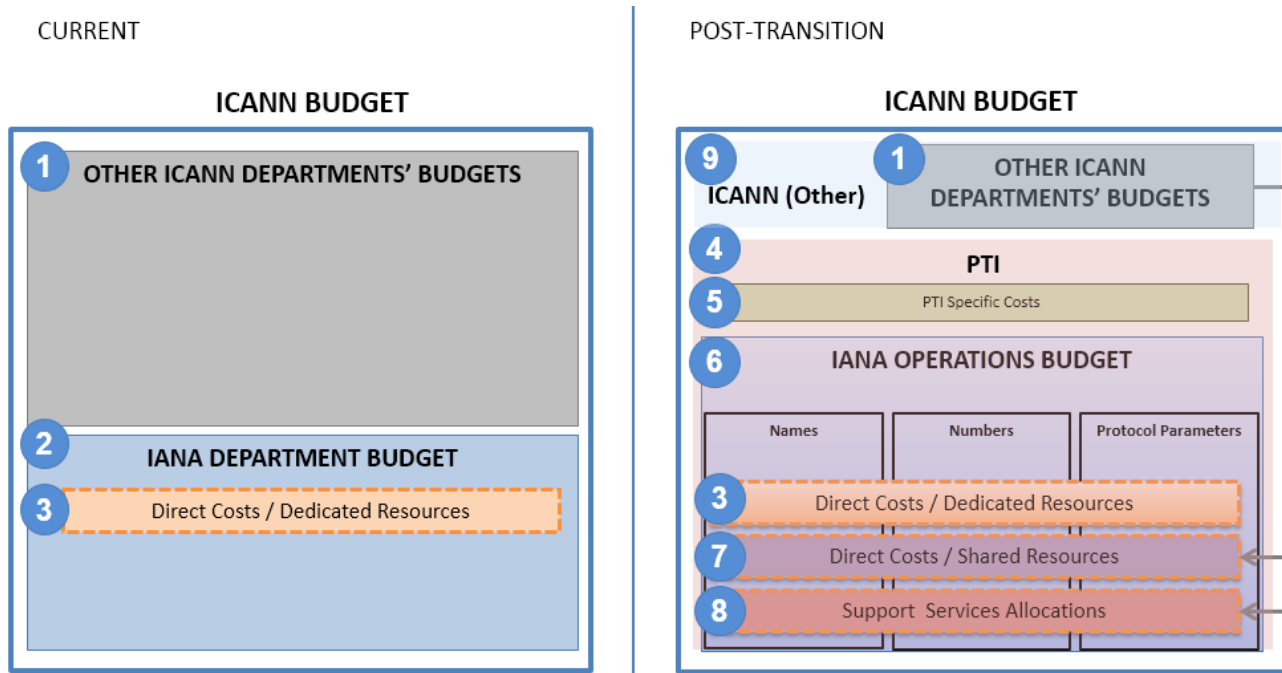 CURRENT
ICANN BUDGET
1
OTHER ICANN DEPARTMENTS' BUDGETS
2
IANA DEPARTMENT BUDGET
3
Direct Costs / Dedicated Resources
POST-TRANSITION
ICANN BUDGET
9
ICANN (Other)
1
OTHER ICANN
DEPARTMENTS' BUDGETS
4
PTI
5
PTI Specific Costs
6
IANA OPERATIONS BUDGET
Names
Numbers
Protocol Parameters
3
Direct Costs / Dedicated Resources
7
Direct Costs / Shared Resources
8
Support Services Allocations